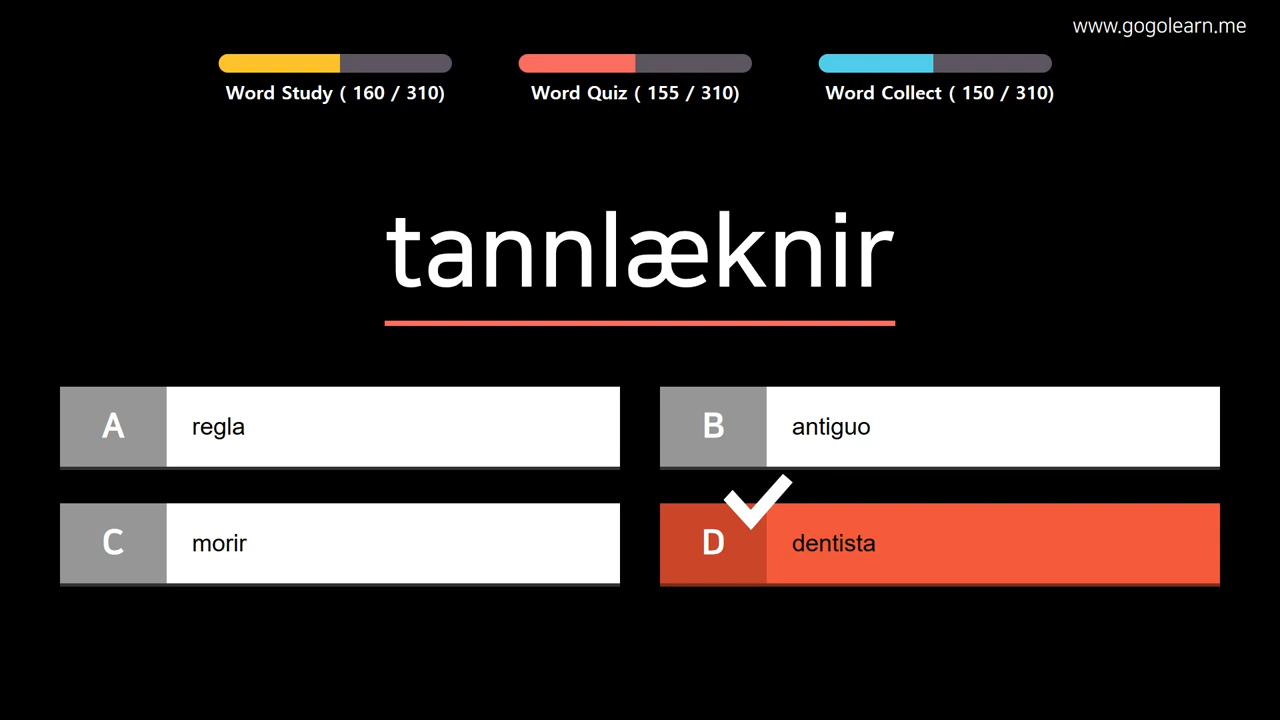 www.gogolearn.me
Word Study ( 160 / 310)
Word Quiz ( 155 / 310)
Word Collect ( 150 / 310)
tannlæknir
A regla
B antiguo
C morir
D dentista